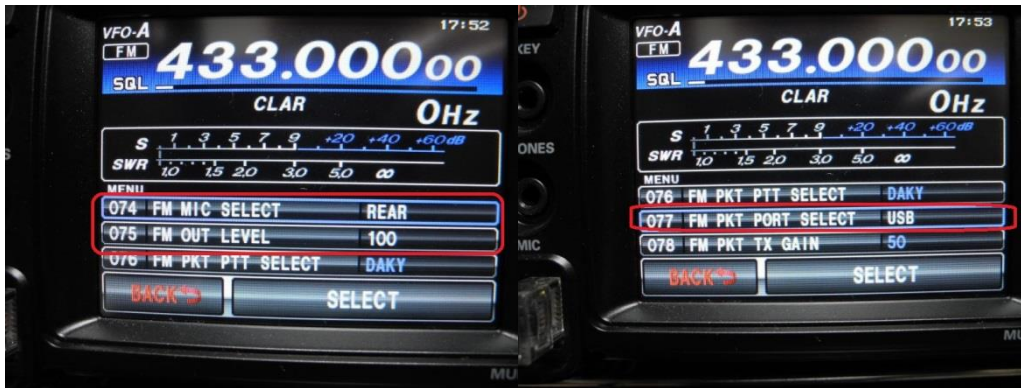 17:52
VFO-A
FM
433.00000
SQL
CLAR
0Hz
S 1 3 5 7 9 +20 +40 +60dB
SWR 1.0 1.5 2.0 3.0 5.0 ∞
MENU
074 FM MIC SELECT REAR
075 FM OUT LEVEL 100
076 FM PKT PTT SELECT DAKY
BACK SELECT
MU
KEY
ONES
MIC
17:53
VFO-A
FM
433.00000
SQL
CLAR
0Hz
S 1 3 5 7 9 +20 +40 +60dB
SWR 1.0 1.5 2.0 3.0 5.0 ∞
MENU
076 FM PKT PTT SELECT DAKY
077 FM PKT PORT SELECT USB
078 FM PKT TX GAIN 50
BACK SELECT
MU